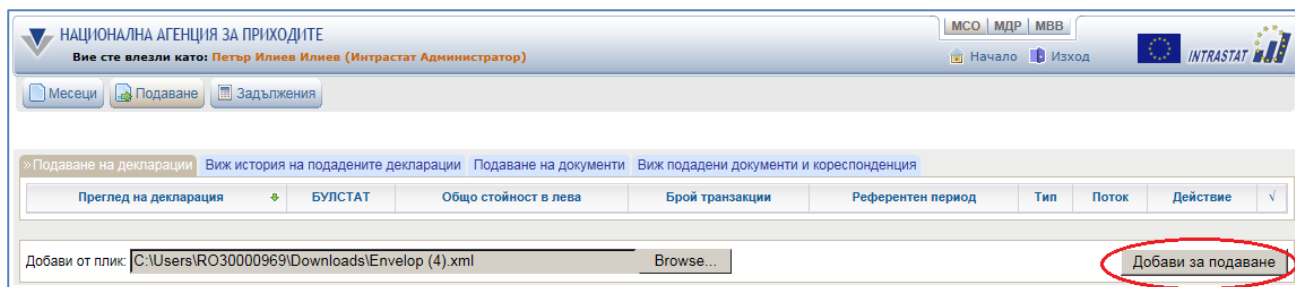 НАЦИОНАЛНА АГЕНЦИЯ ЗА ПРИХОДИТЕ
Вие сте влезли като: Петър Илиев Илиев (Интрастат Администратор)
МСО | МДР | МВВ
Начало Изход
INTRASTAT
Месеци Подаване Задължения
»Подаване на декларации Виж история на подадените декларации Подаване на документи Виж подадени документи и кореспонденция
Преглед на декларация БУЛСТАТ Общо стойност в лева Брой транзакции Референтен период Тип Поток Действие √
Добави от плик: C:\Users\RO30000969\Downloads\Envelop (4).xml Browse... Добави за подаване